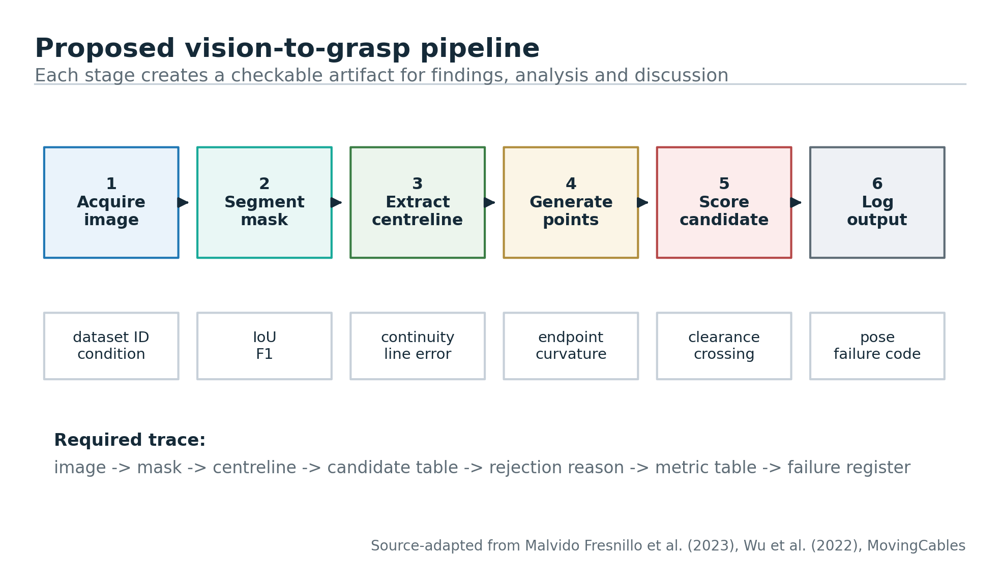 Proposed vision-to-grasp pipeline
Each stage creates a checkable artifact for findings, analysis and discussion
1
Acquire
image
2
Segment
mask
3
Extract
centreline
4
Generate
points
5
Score
candidate
6
Log
output
dataset ID
condition
IoU
F1
continuity
line error
endpoint
curvature
clearance
crossing
pose
failure code
Required trace:
image -> mask -> centreline -> candidate table -> rejection reason -> metric table -> failure register
Source-adapted from Malvido Fresnillo et al. (2023), Wu et al. (2022), MovingCables